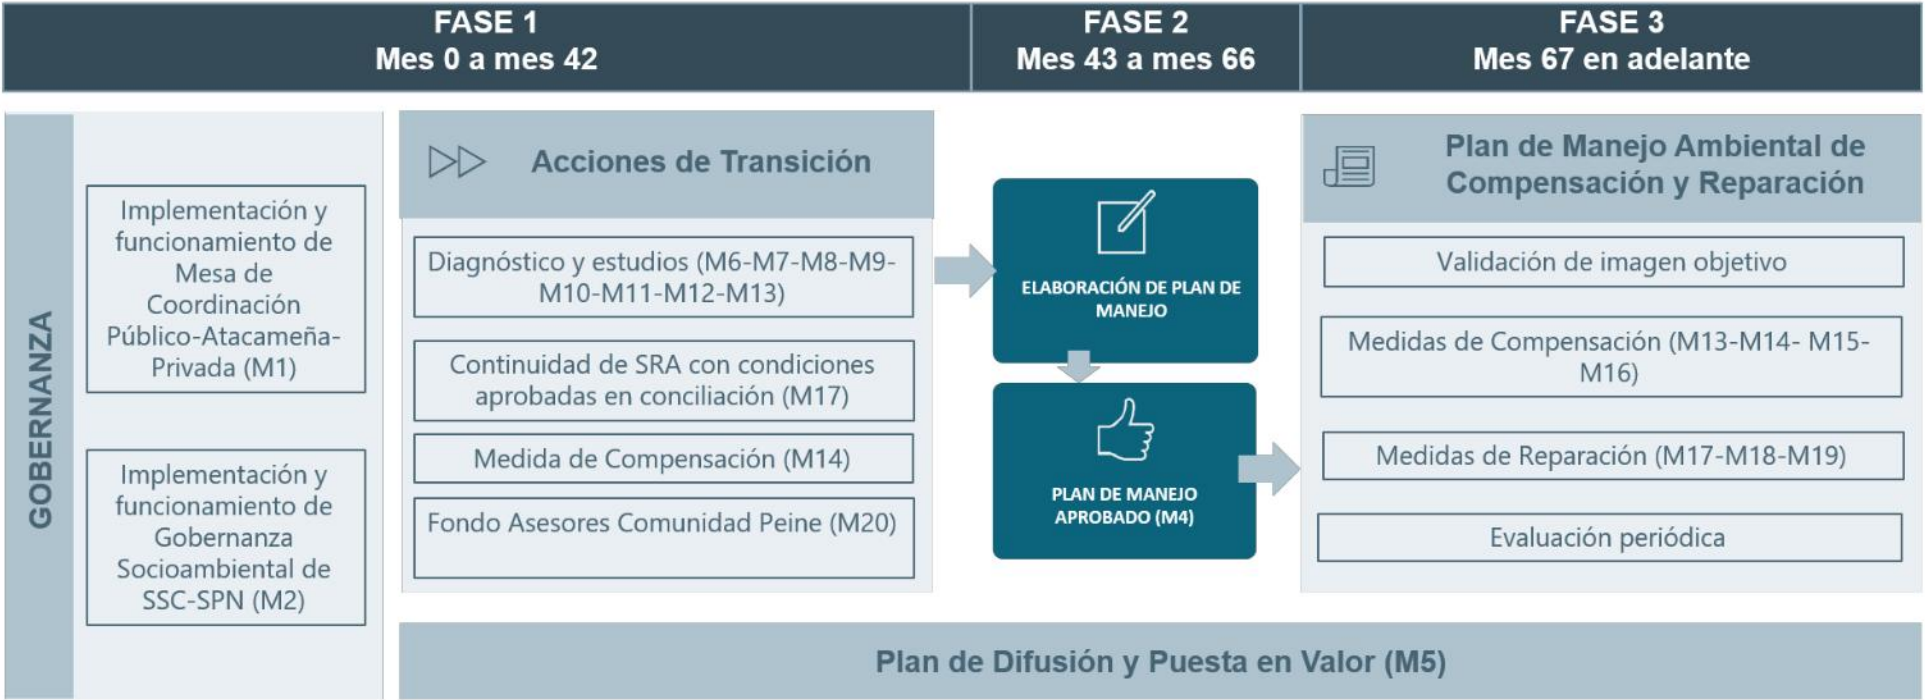 FASE 1
Mes 0 a mes 42
FASE 2
Mes 43 a mes 66
FASE 3
Mes 67 en adelante
GOBERNANZA
Implementación y
funcionamiento de
Mesa de
Coordinación
Público-Atacameña-
Privada (M1)
Implementación y
funcionamiento de
Gobernanza
Socioambiental de
SSC-SPN (M2)
Acciones de Transición
Diagnóstico y estudios (M6-M7-M8-M9-
M10-M11-M12-M13)
Continuidad de SRA con condiciones
aprobadas en conciliación (M17)
Medida de Compensación (M14)
Fondo Asesores Comunidad Peine (M20)
ELABORACIÓN DE PLAN DE
MANEJO
PLAN DE MANEJO
APROBADO (M4)
Plan de Manejo Ambiental de
Compensación y Reparación
Validación de imagen objetivo
Medidas de Compensación (M13-M14- M15-
M16)
Medidas de Reparación (M17-M18-M19)
Evaluación periódica
Plan de Difusión y Puesta en Valor (M5)